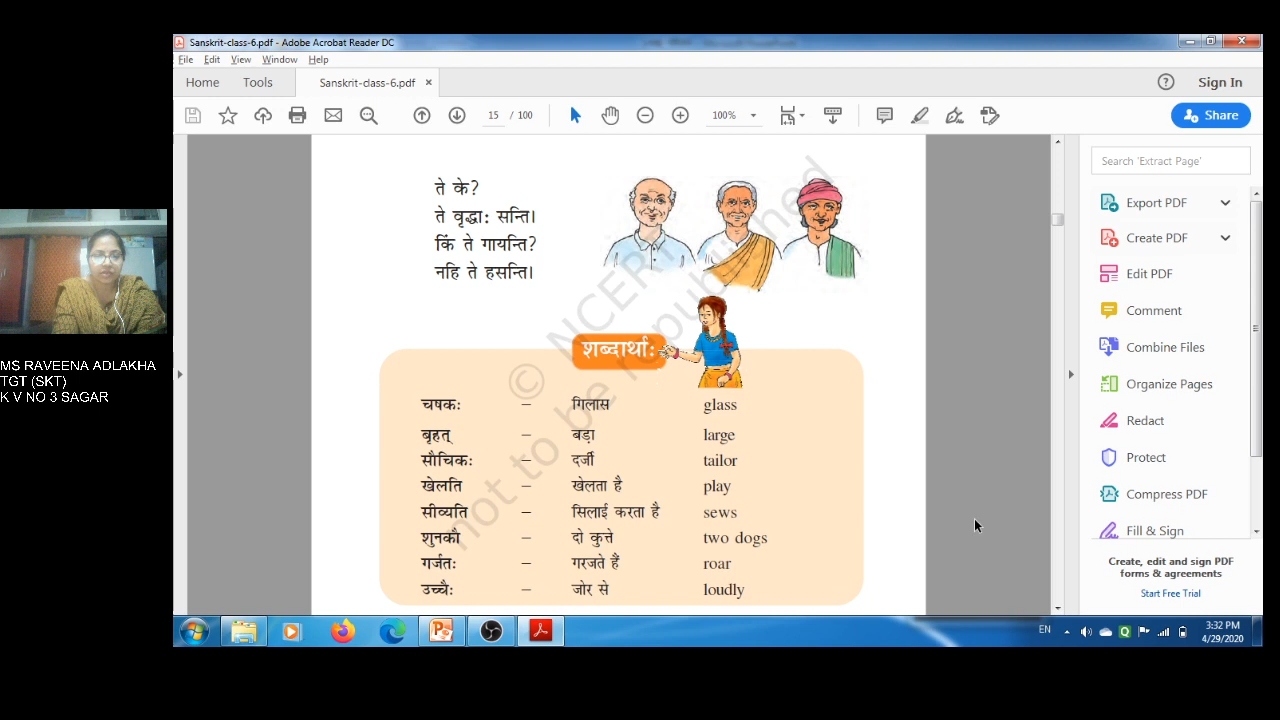 Sanskrit-class-6.pdf - Adobe Acrobat Reader DC
File Edit View Window Help
Home Tools Sanskrit-class-6.pdf × Sign In
15 / 100 100% Share
ते के?
ते वृद्धाः सन्ति।
किं ते गायन्ति?
नहि ते हसन्ति।
© NCERT
not to be republished
शब्दार्थाः
चषकः – गिलास glass
बृहत् – बड़ा large
सौचिकः – दर्जी tailor
खेलति – खेलता है play
सीव्यति – सिलाई करता है sews
शुनकौ – दो कुत्ते two dogs
गर्जतः – गरजते हैं roar
उच्चैः – जोर से loudly
Search 'Extract Page'
Export PDF
Create PDF
Edit PDF
Comment
Combine Files
Organize Pages
Redact
Protect
Compress PDF
Fill & Sign
Create, edit and sign PDF
forms & agreements
Start Free Trial
MS RAVEENA ADLAKHA
TGT (SKT)
K V NO 3 SAGAR
EN 3:32 PM
4/29/2020